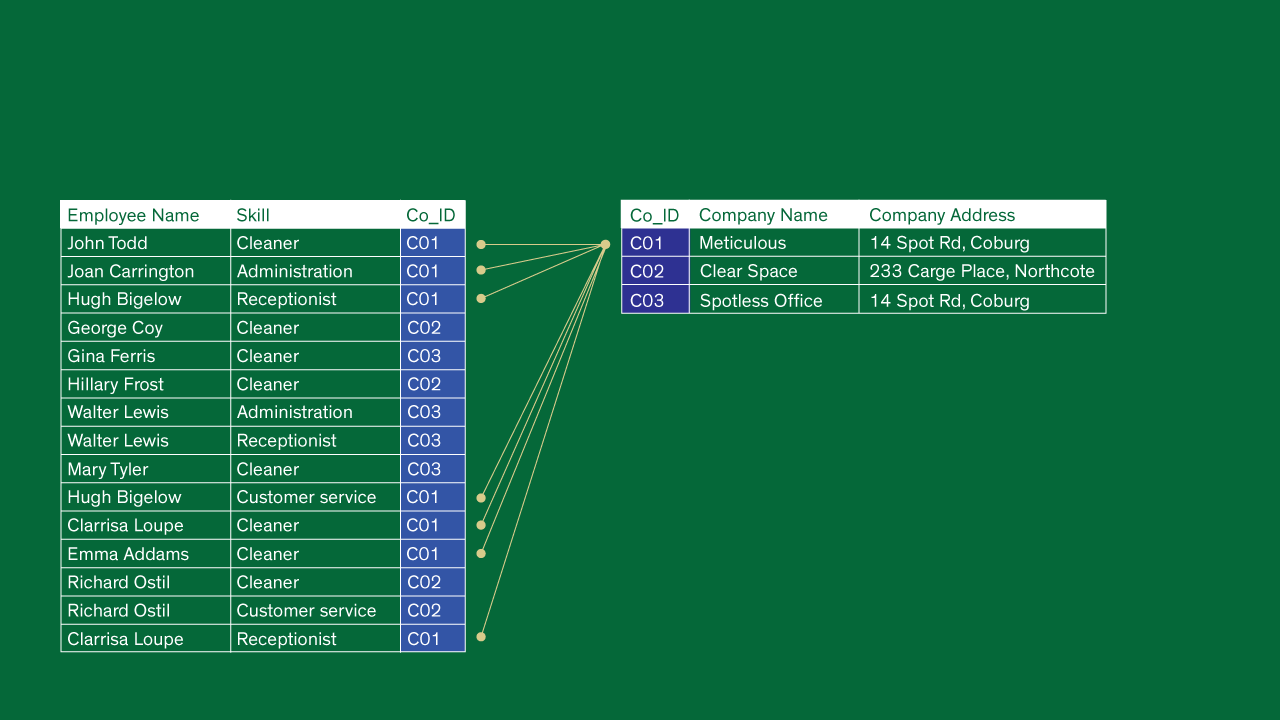 Employee Name Skill Co_ID
John Todd Cleaner C01
Joan Carrington Administration C01
Hugh Bigelow Receptionist C01
George Coy Cleaner C02
Gina Ferris Cleaner C03
Hillary Frost Cleaner C02
Walter Lewis Administration C03
Walter Lewis Receptionist C03
Mary Tyler Cleaner C03
Hugh Bigelow Customer service C01
Clarrisa Loupe Cleaner C01
Emma Addams Cleaner C01
Richard Ostil Cleaner C02
Richard Ostil Customer service C02
Clarrisa Loupe Receptionist C01
Co_ID Company Name Company Address
C01 Meticulous 14 Spot Rd, Coburg
C02 Clear Space 233 Carge Place, Northcote
C03 Spotless Office 14 Spot Rd, Coburg